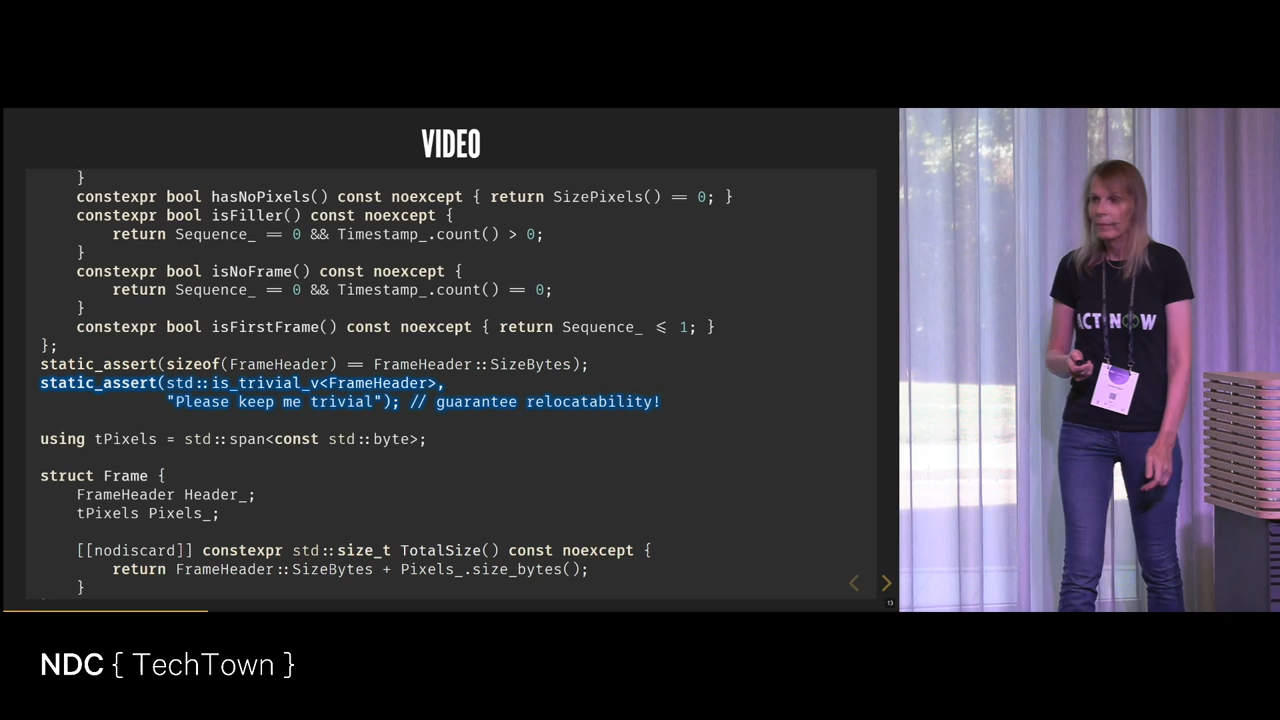 VIDEO
}
constexpr bool hasNoPixels() const noexcept { return SizePixels() == 0; }
constexpr bool isFiller() const noexcept {
return Sequence_ == 0 && Timestamp_.count() > 0;
}
constexpr bool isNoFrame() const noexcept {
return Sequence_ == 0 && Timestamp_.count() == 0;
}
constexpr bool isFirstFrame() const noexcept { return Sequence_ <= 1; }
};
static_assert(sizeof(FrameHeader) == FrameHeader::SizeBytes);
static_assert(std::is_trivial_v<FrameHeader>,
"Please keep me trivial"); // guarantee relocatability!
using tPixels = std::span<const std::byte>;
struct Frame {
FrameHeader Header_;
tPixels Pixels_;
[[nodiscard]] constexpr std::size_t TotalSize() const noexcept {
return FrameHeader::SizeBytes + Pixels_.size_bytes();
}
13
ACT NOW
NDC { TechTown }